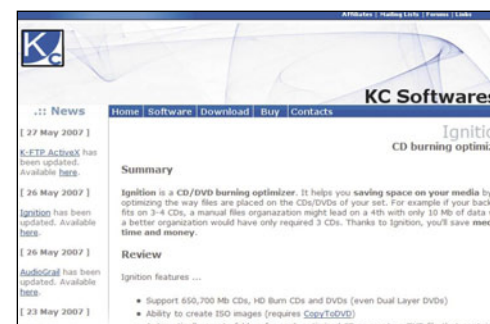 Affiliates | Mailing Lists | Forums | Links
Kc
KC Softwares
.:: News
Home Software Download Buy Contacts
[ 27 May 2007 ]
K-FTP ActiveX has
been updated.
Available here.
[ 26 May 2007 ]
Ignition has been
updated. Available
here.
[ 26 May 2007 ]
AudioGrail has been
updated. Available
here.
[ 23 May 2007 ]
Ignitio
CD burning optimiz
Summary
Ignition is a CD/DVD burning optimizer. It helps you saving space on your media by
optimizing the way files are placed on the CDs/DVDs of your set. For example if your back
fits on 3-4 CDs, a manual files organazation might lead on a 4th with only 10 Mb of data
a better organization would have only required 3 CDs. Thanks to Ignition, you'll save med
time and money.
Review
Ignition features ...
• Support 650,700 Mb CDs, HD Burn CDs and DVDs (even Dual Layer DVDs)
• Ability to create ISO images (requires CopyToDVD)